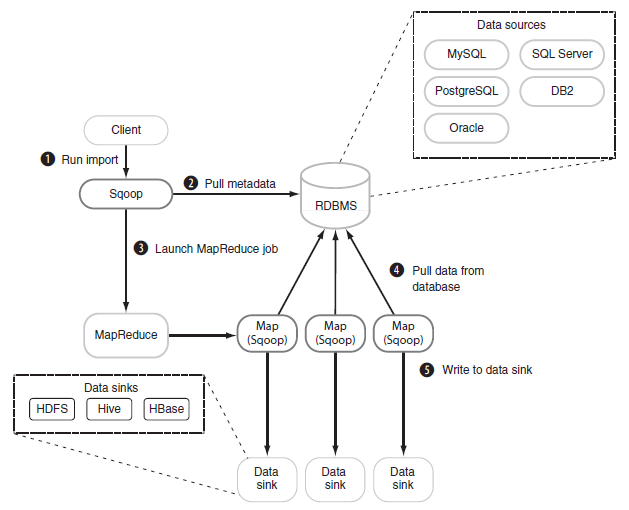 Data sources
MySQL
SQL Server
PostgreSQL
DB2
Oracle
Client
1 Run import
Sqoop
2 Pull metadata
RDBMS
3 Launch MapReduce job
4 Pull data from
database
MapReduce
Map
(Sqoop)
Map
(Sqoop)
Map
(Sqoop)
5 Write to data sink
Data sinks
HDFS
Hive
HBase
Data
sink
Data
sink
Data
sink